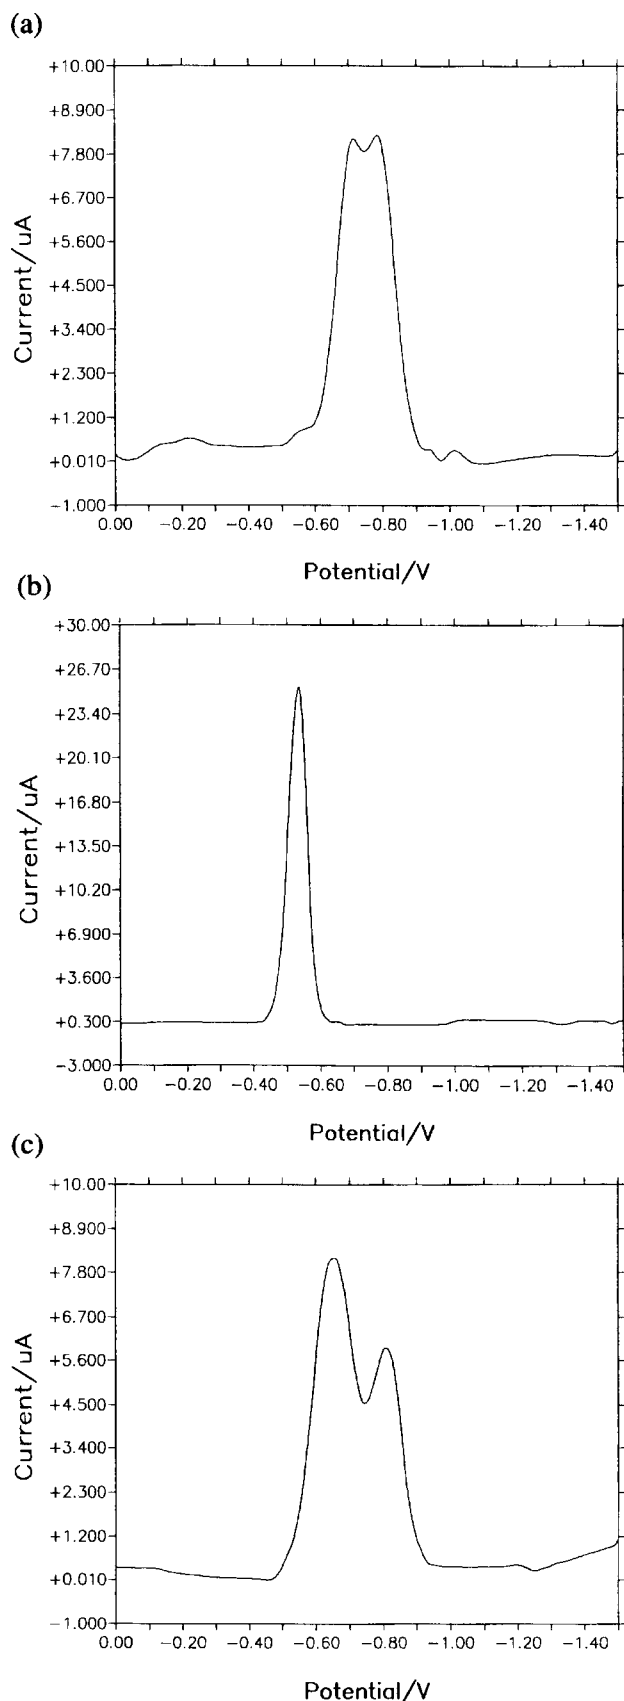 (a)
+10.00
+8.900
+7.800
+6.700
+5.600
+4.500
+3.400
+2.300
+1.200
+0.010
−1.000
Current/uA
0.00 −0.20 −0.40 −0.60 −0.80 −1.00 −1.20 −1.40
Potential/V
(b)
+30.00
+26.70
+23.40
+20.10
+16.80
+13.50
+10.20
+6.900
+3.600
+0.300
−3.000
Current/uA
0.00 −0.20 −0.40 −0.60 −0.80 −1.00 −1.20 −1.40
Potential/V
(c)
+10.00
+8.900
+7.800
+6.700
+5.600
+4.500
+3.400
+2.300
+1.200
+0.010
−1.000
Current/uA
0.00 −0.20 −0.40 −0.60 −0.80 −1.00 −1.20 −1.40
Potential/V